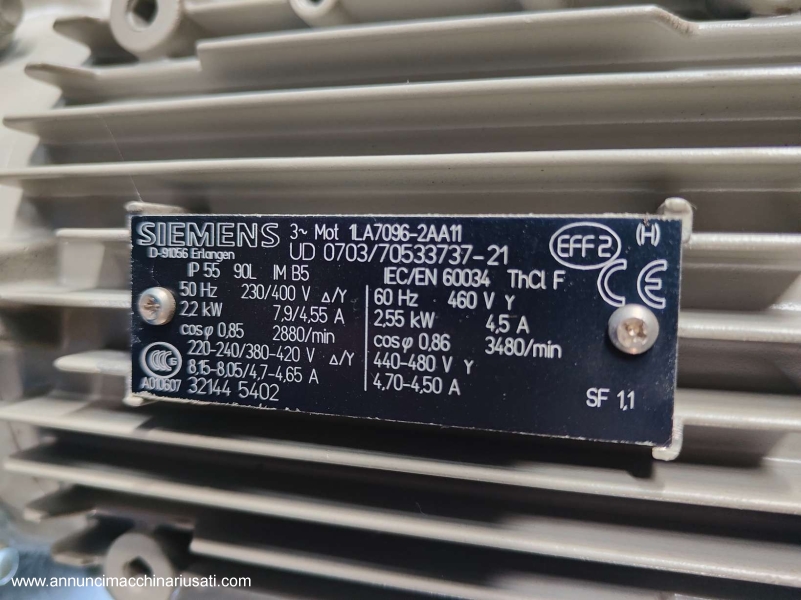 SIEMENS 3~ Mot 1LA7096-2AA11
D-91056 Erlangen UD 0703/70533737-21
EFF2 (H)
IP 55 90L IM B5 IEC/EN 60034 ThCl F
CE
50 Hz 230/400 V Δ/Y
2,2 kW 7,9/4,55 A
cosφ 0,85 2880/min
220-240/380-420 V Δ/Y
8,15-8,05/4,7-4,65 A
CCC
A010607 32144 5402
60 Hz 460 V Y
2,55 kW 4,5 A
cosφ 0,86 3480/min
440-480 V Y
4,70-4,50 A
SF 1,1
www.annuncimacchinariusati.com